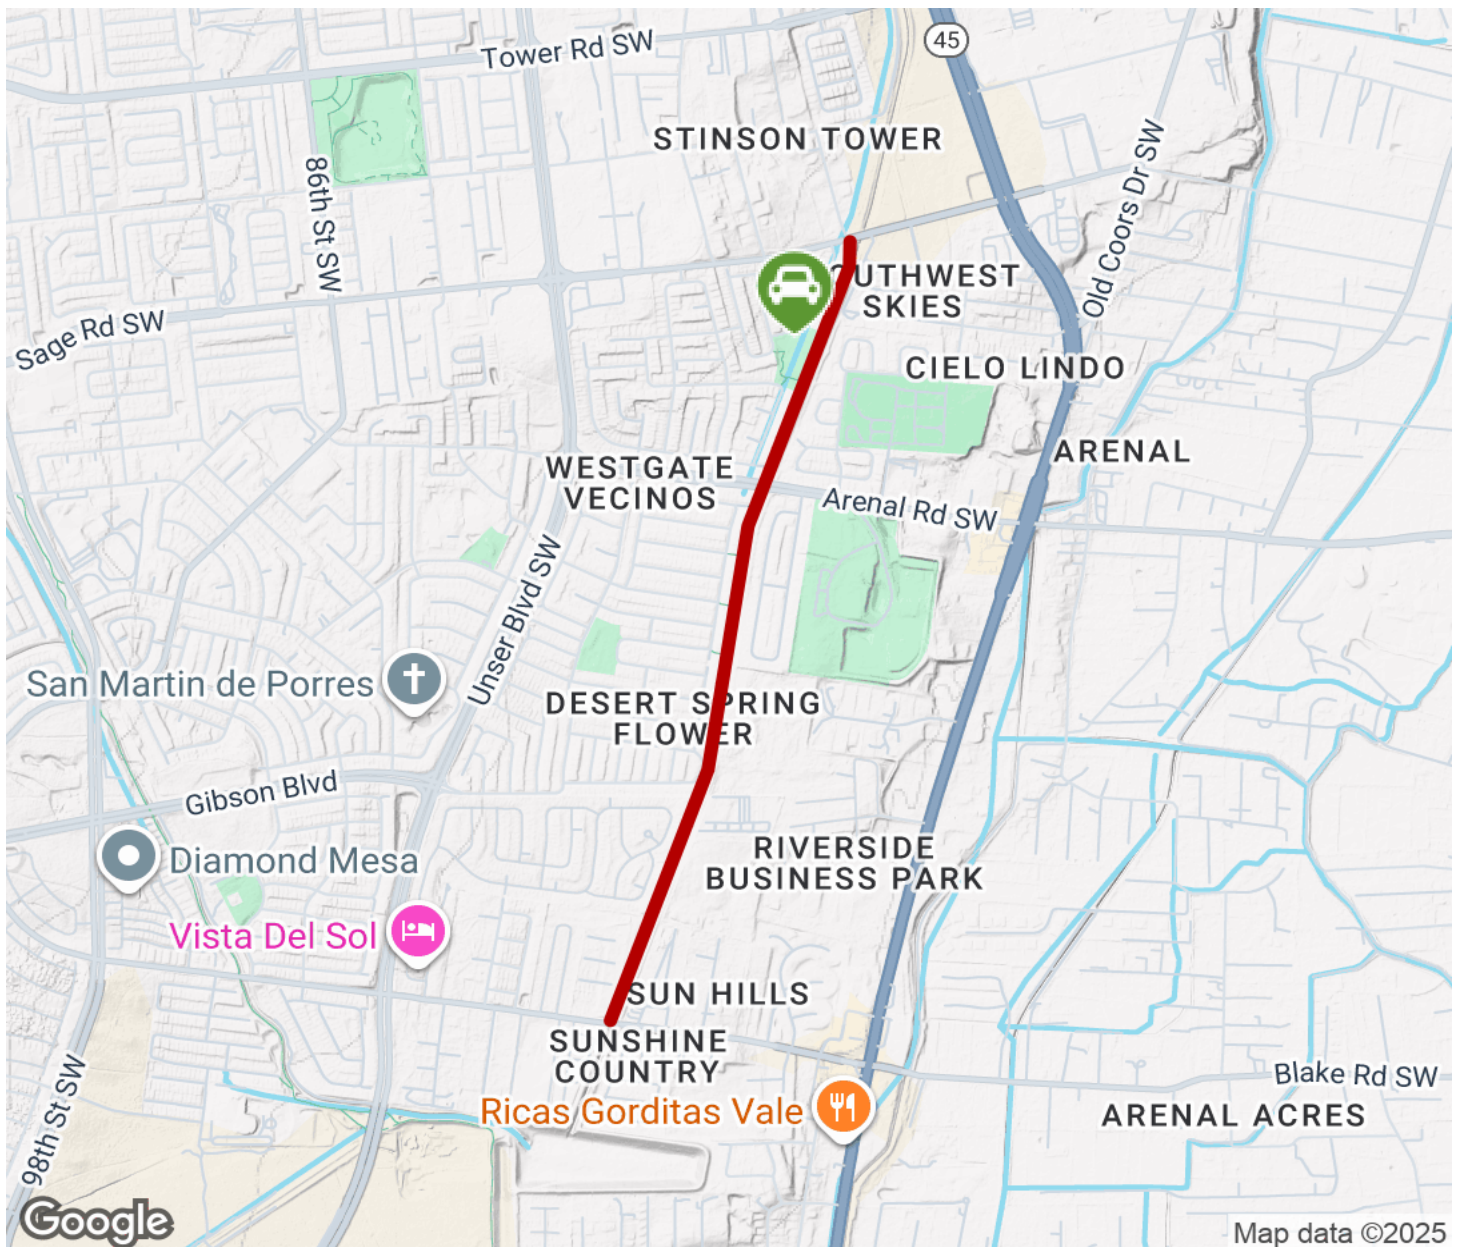 Tower Rd SW
45
STINSON TOWER
86th St SW
Old Coors Dr SW
OUTHWEST
SKIES
Sage Rd SW
CIELO LINDO
ARENAL
WESTGATE
VECINOS
Arenal Rd SW
Unser Blvd SW
San Martin de Porres
DESERT SPRING
FLOWER
Gibson Blvd
Diamond Mesa
RIVERSIDE
BUSINESS PARK
Vista Del Sol
SUN HILLS
SUNSHINE
COUNTRY
98th St SW
Blake Rd SW
Ricas Gorditas Vale
ARENAL ACRES
Google
Map data ©2025